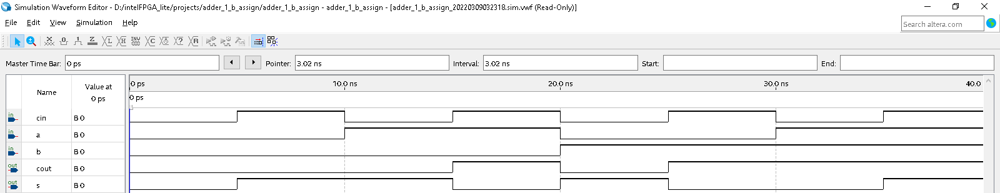 Simulation Waveform Editor - D:/intelFPGA_lite/projects/adder_1_b_assign/adder_1_b_assign - adder_1_b_assign - [adder_1_b_assign_20220309032318.sim.vwf (Read-Only)]
File Edit View Simulation Help
Search altera.com
Master Time Bar: 0 ps Pointer: 3.02 ns Interval: 3.02 ns Start: End:
Name Value at 0 ps
0 ps 10.0 ns 20.0 ns 30.0 ns 40.0
0 ps
in cin B 0
in a B 0
in b B 0
out cout B 0
out s B 0